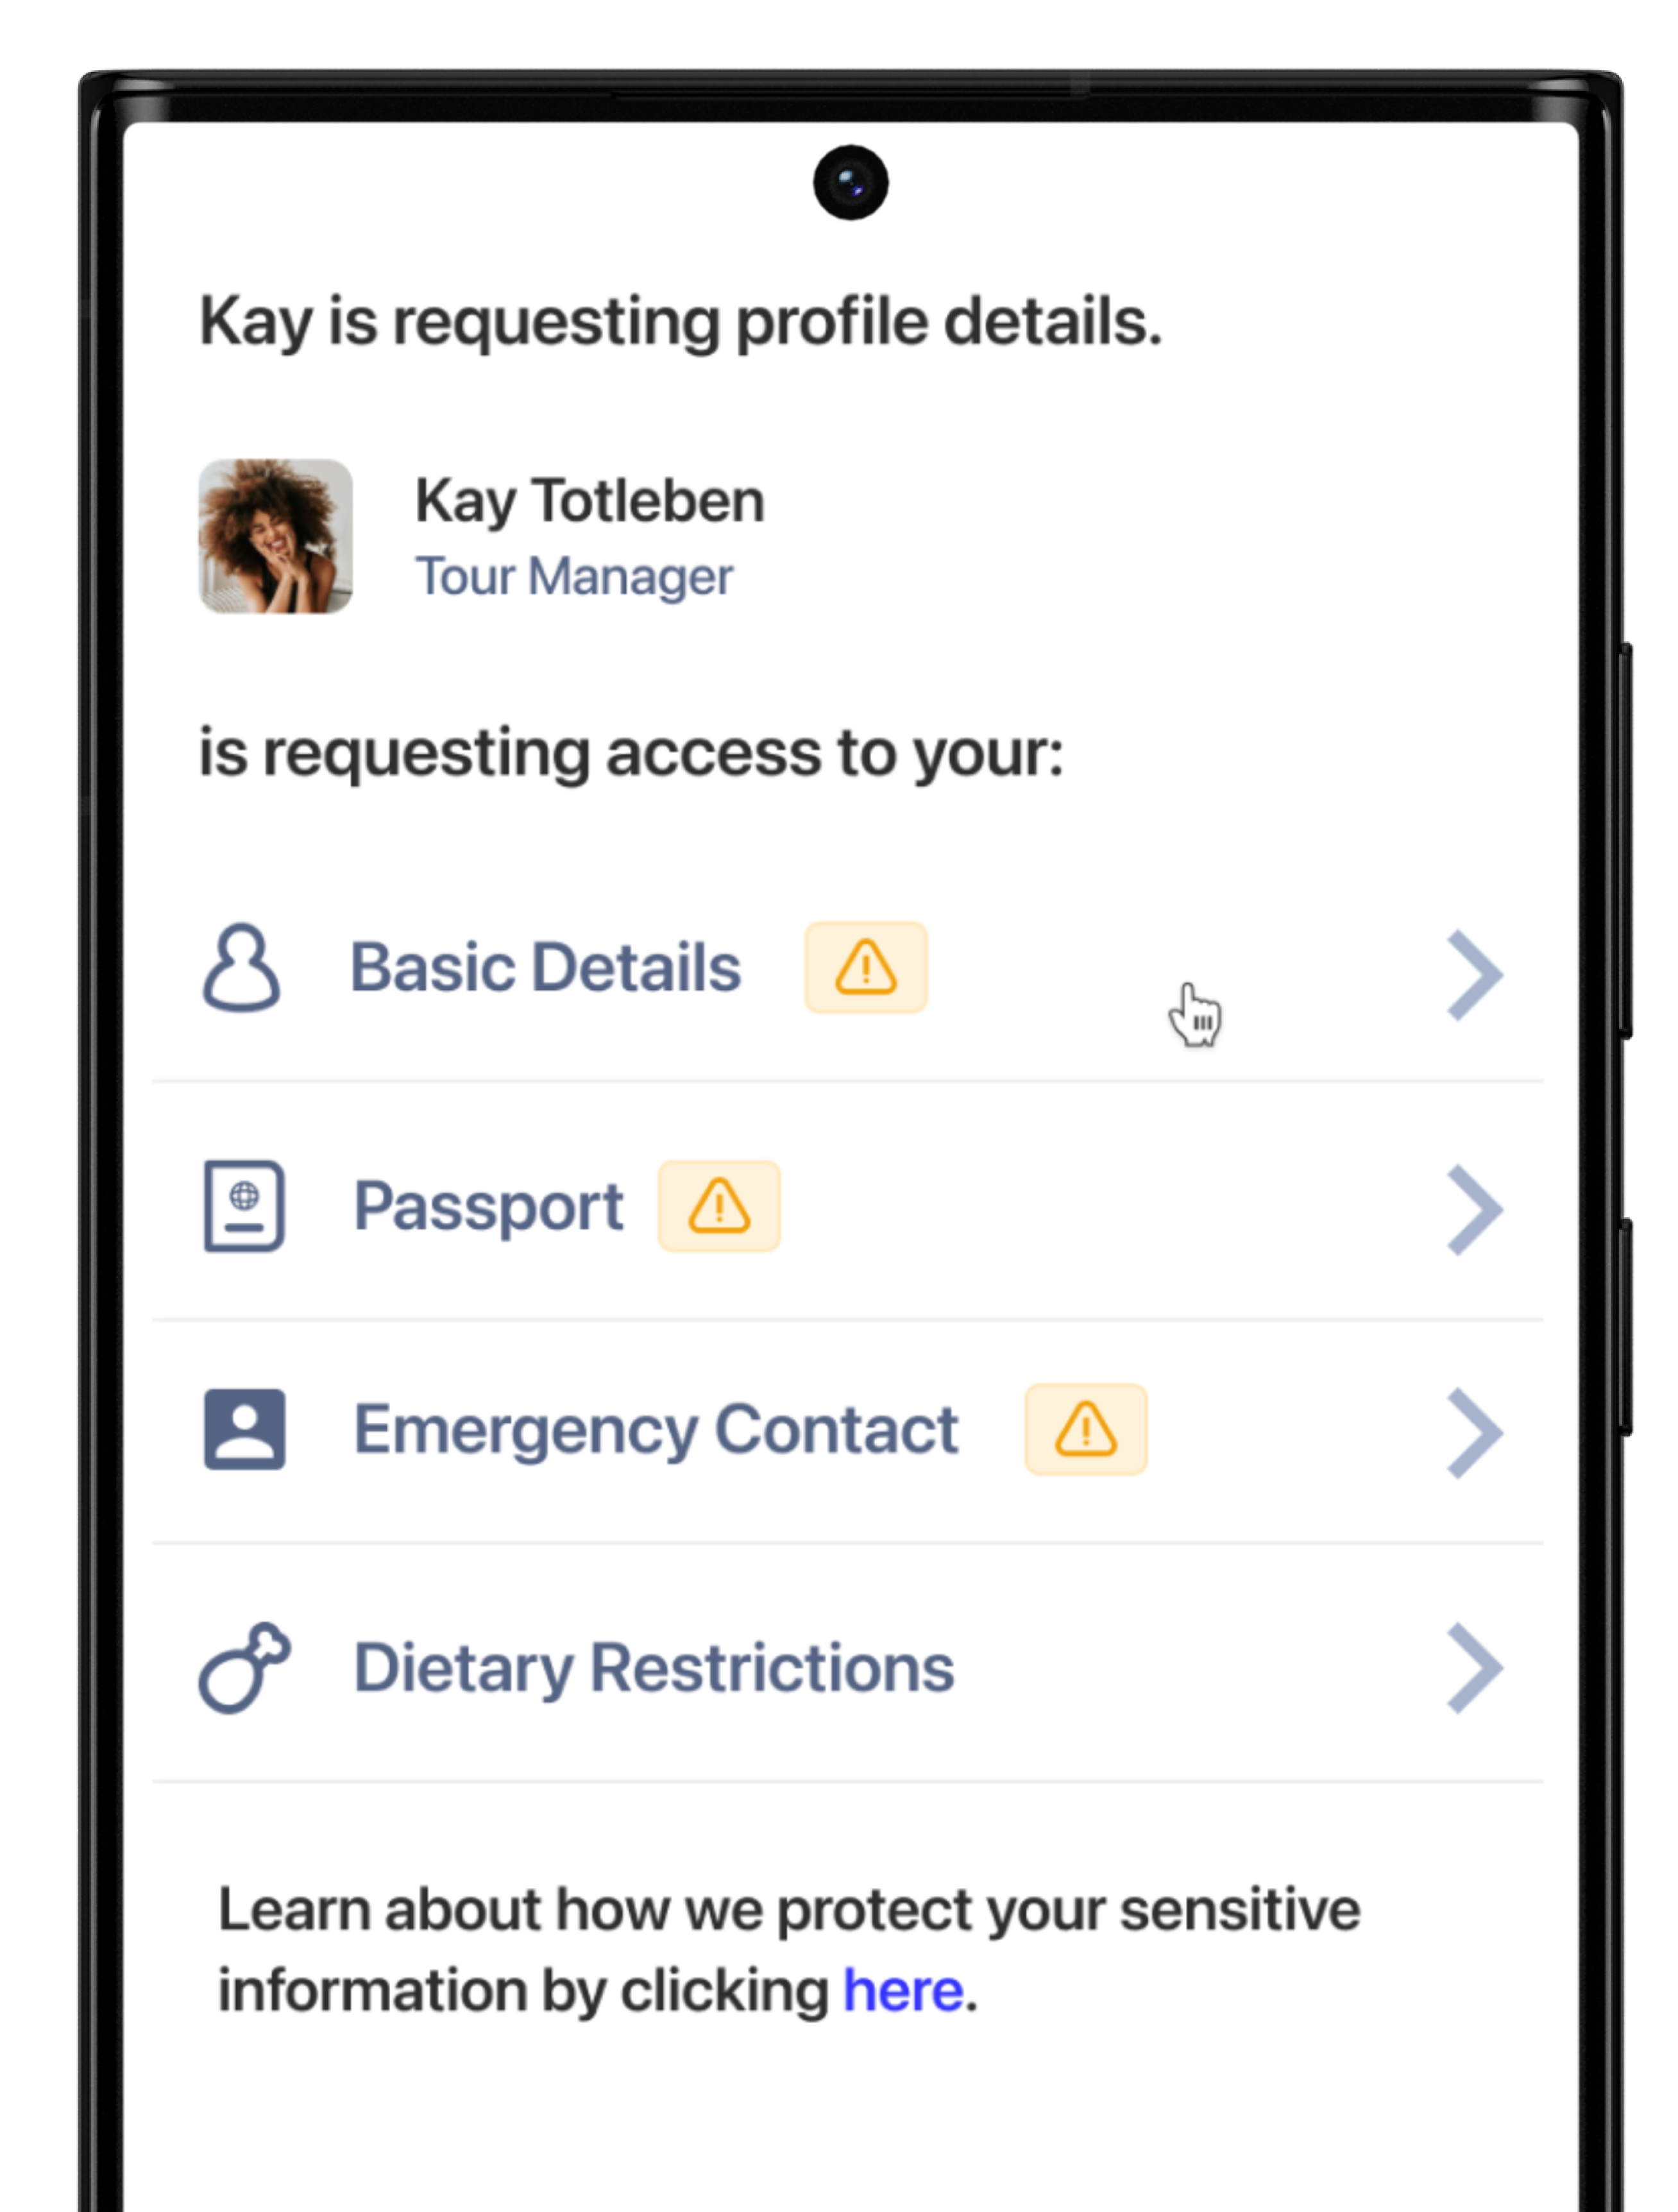 Kay is requesting profile details.
Kay Totleben
Tour Manager
is requesting access to your:
Basic Details
Passport
Emergency Contact
Dietary Restrictions
Learn about how we protect your sensitive
information by clicking here.